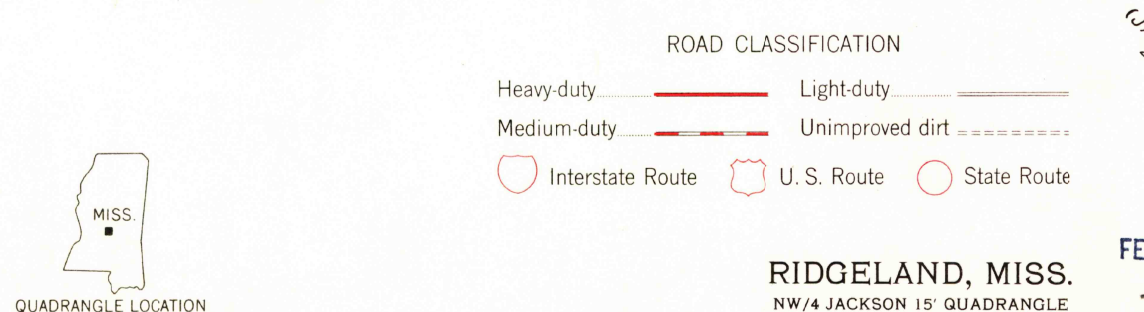 ROAD CLASSIFICATION
Heavy-duty Light-duty
Medium-duty Unimproved dirt
Interstate Route U. S. Route State Route
MISS.
QUADRANGLE LOCATION
RIDGELAND, MISS.
NW/4 JACKSON 15' QUADRANGLE
FE